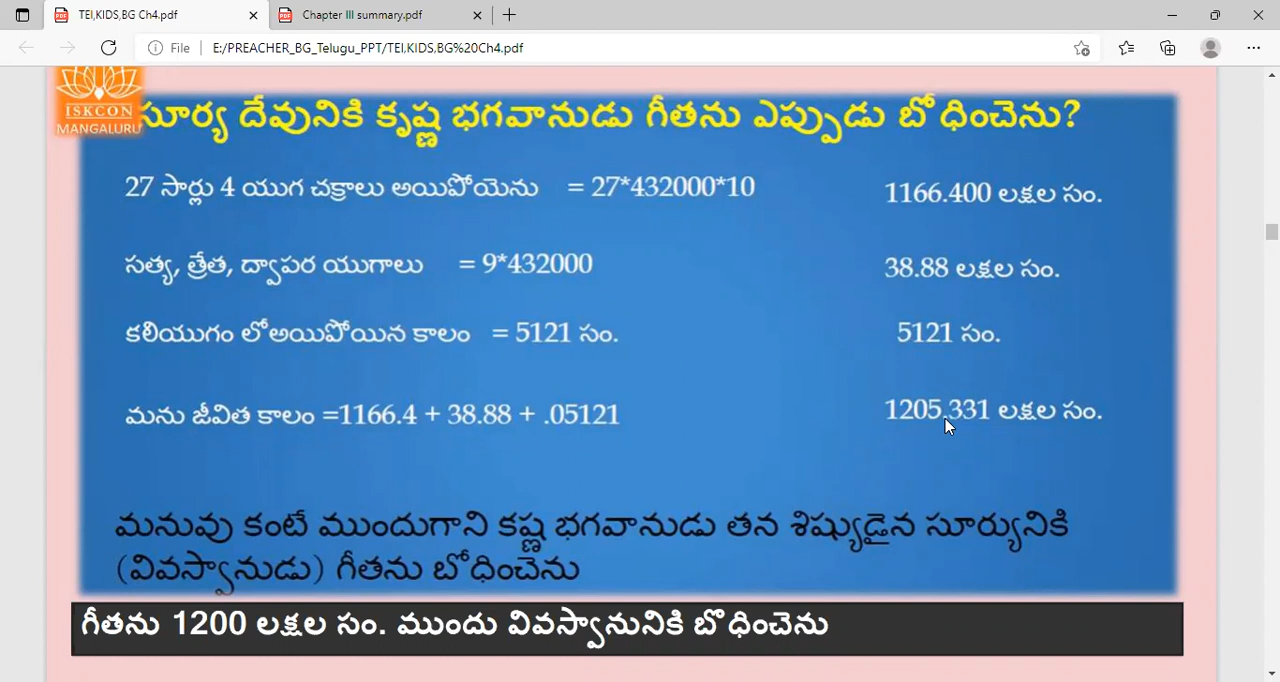 TEI,KIDS,BG Ch4.pdf
Chapter III summary.pdf
File
E:/PREACHER_BG_Telugu_PPT/TEI,KIDS,BG%20Ch4.pdf
ISKCON
MANGALURU
సూర్య దేవునికి కృష్ణ భగవానుడు గీతను ఎప్పుడు బోధించెను?
27 సార్లు 4 యుగ చక్రాలు అయిపోయెను = 27*432000*10 1166.400 లక్షల సం.
సత్య, త్రేత, ద్వాపర యుగాలు = 9*432000 38.88 లక్షల సం.
కలియుగం లోఅయిపోయిన కాలం = 5121 సం. 5121 సం.
మను జీవిత కాలం =1166.4 + 38.88 + .05121 1205.331 లక్షల సం.
మనువు కంటే ముందుగాని కష్ణ భగవానుడు తన శిష్యుడైన సూర్యునికి
(వివస్వానుడు) గీతను బోధించెను
గీతను 1200 లక్షల సం. ముందు వివస్వానునికి బొధించెను